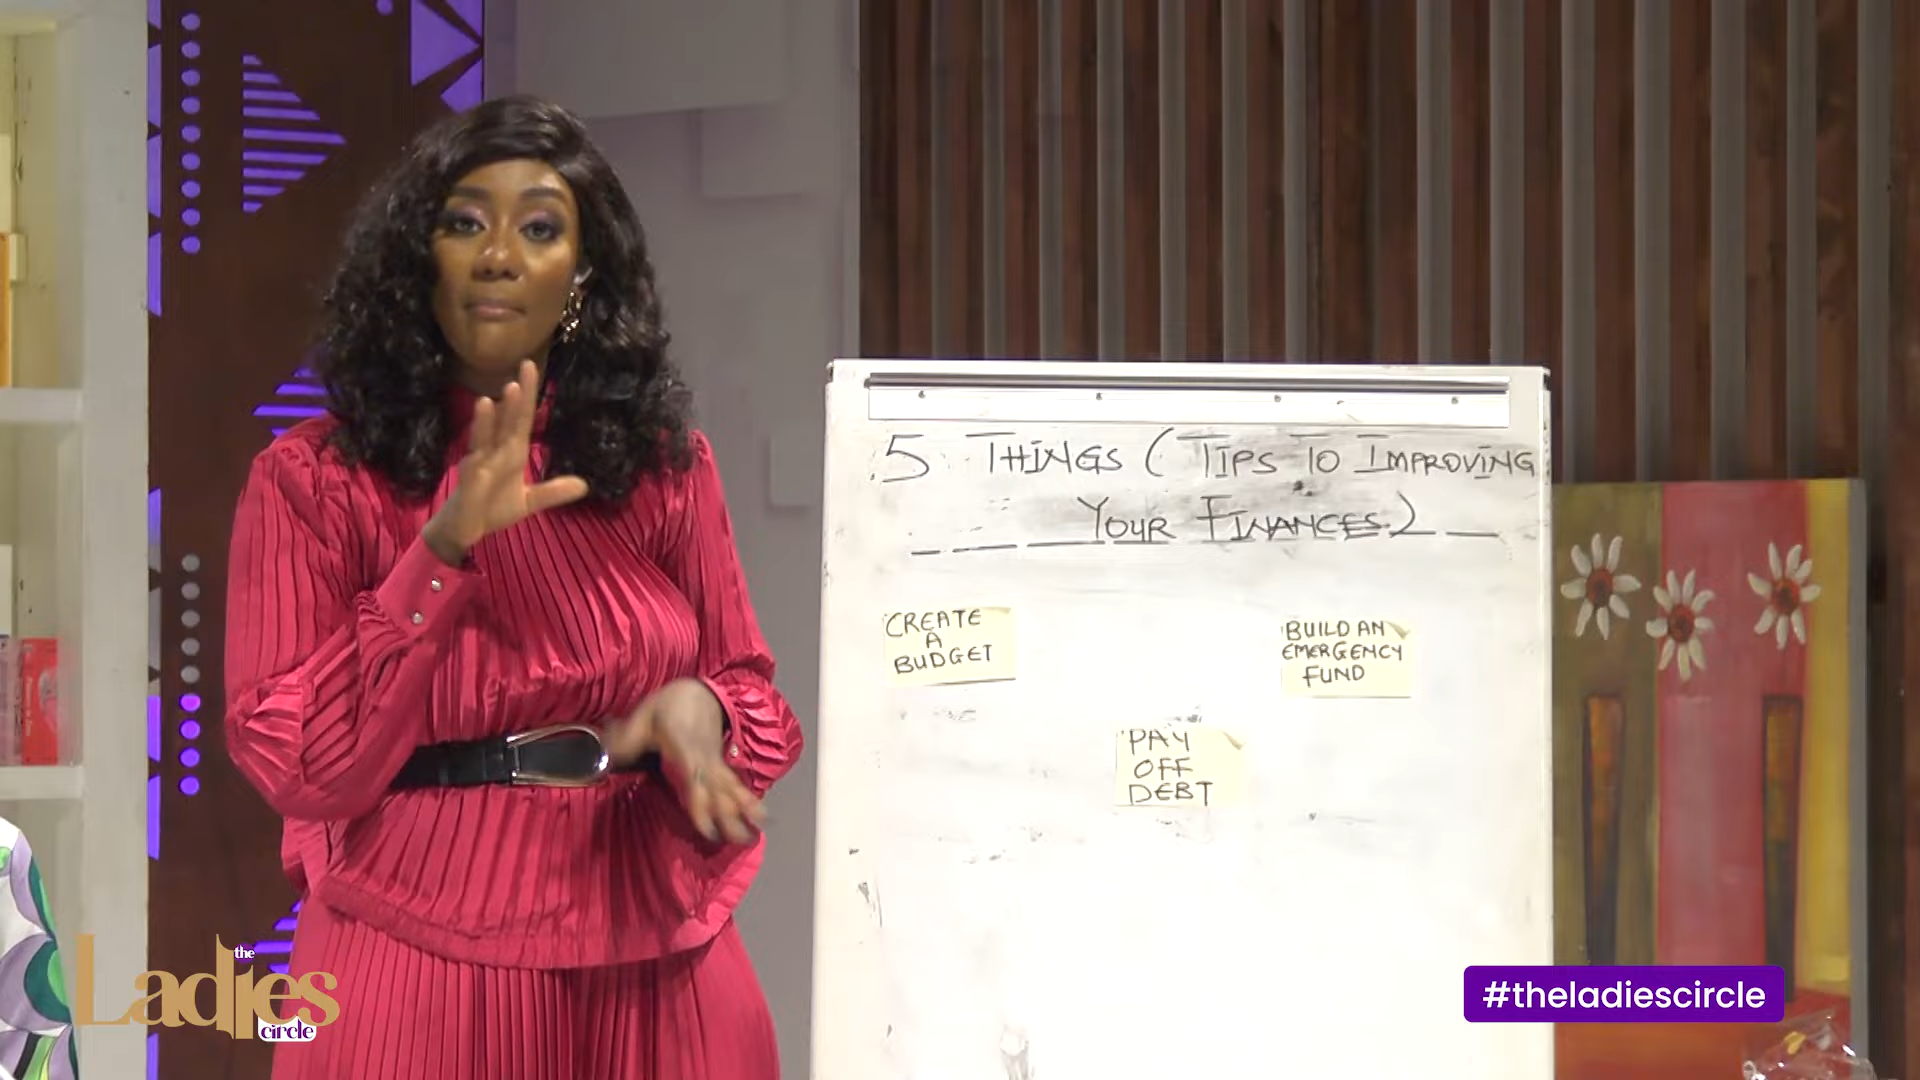 5 THINGS ( TIPS TO IMPROVING
YOUR FINANCES )
CREATE
A
BUDGET
BUILD AN
EMERGENCY
FUND
PAY
OFF
DEBT
the
Ladies
circle
#theladiescircle